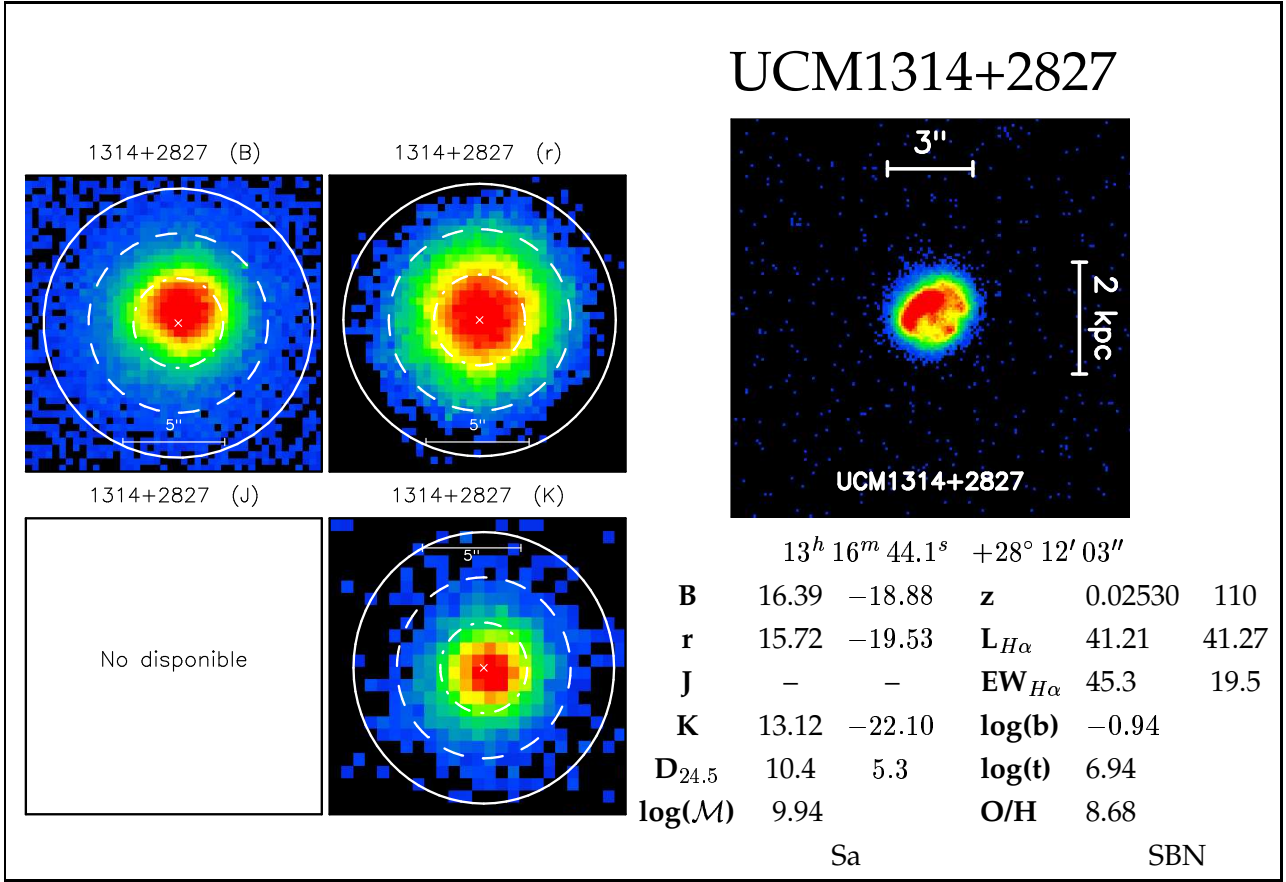 UCM1314+2827
1314+2827 (B)
1314+2827 (r)
5"
5"
1314+2827 (J)
1314+2827 (K)
No disponible
5"
3"
2 kpc
UCM1314+2827
13h 16m 44.1s +28° 12′ 03″
B 16.39 −18.88 z 0.02530 110
r 15.72 −19.53 LHα 41.21 41.27
J – – EWHα 45.3 19.5
K 13.12 −22.10 log(b) −0.94
D24.5 10.4 5.3 log(t) 6.94
log(ℳ) 9.94 O/H 8.68
Sa SBN